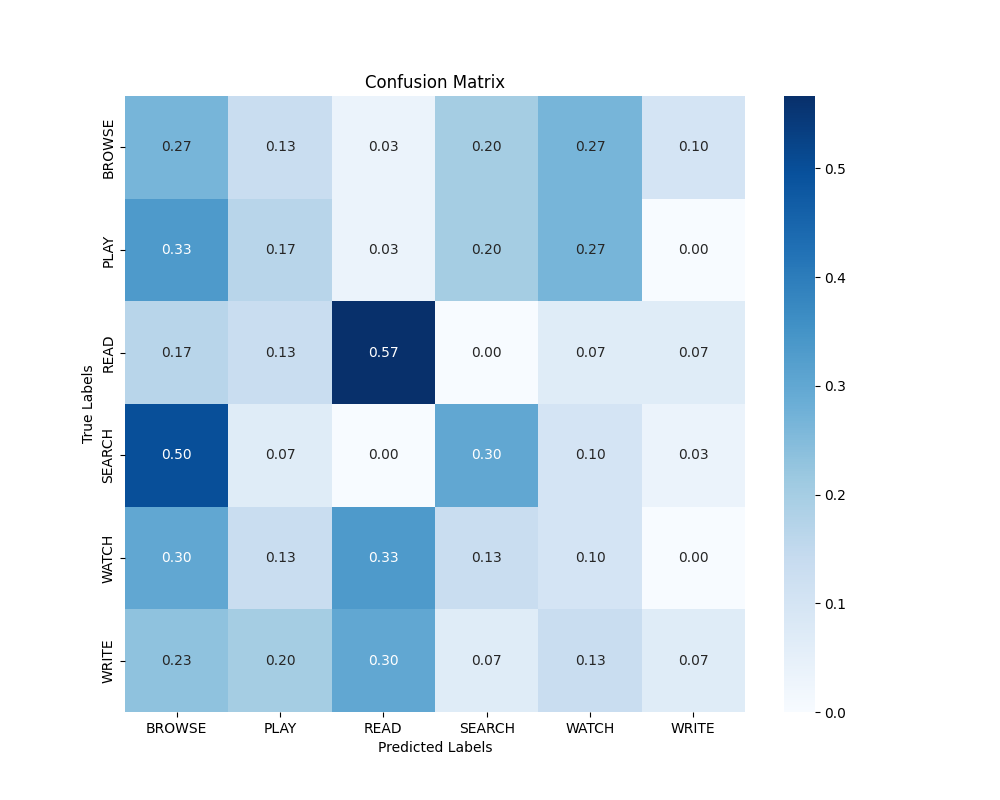 Confusion Matrix
True Labels
BROWSE 0.27 0.13 0.03 0.20 0.27 0.10
PLAY 0.33 0.17 0.03 0.20 0.27 0.00
READ 0.17 0.13 0.57 0.00 0.07 0.07
SEARCH 0.50 0.07 0.00 0.30 0.10 0.03
WATCH 0.30 0.13 0.33 0.13 0.10 0.00
WRITE 0.23 0.20 0.30 0.07 0.13 0.07
BROWSE PLAY READ SEARCH WATCH WRITE
Predicted Labels
0.5
0.4
0.3
0.2
0.1
0.0